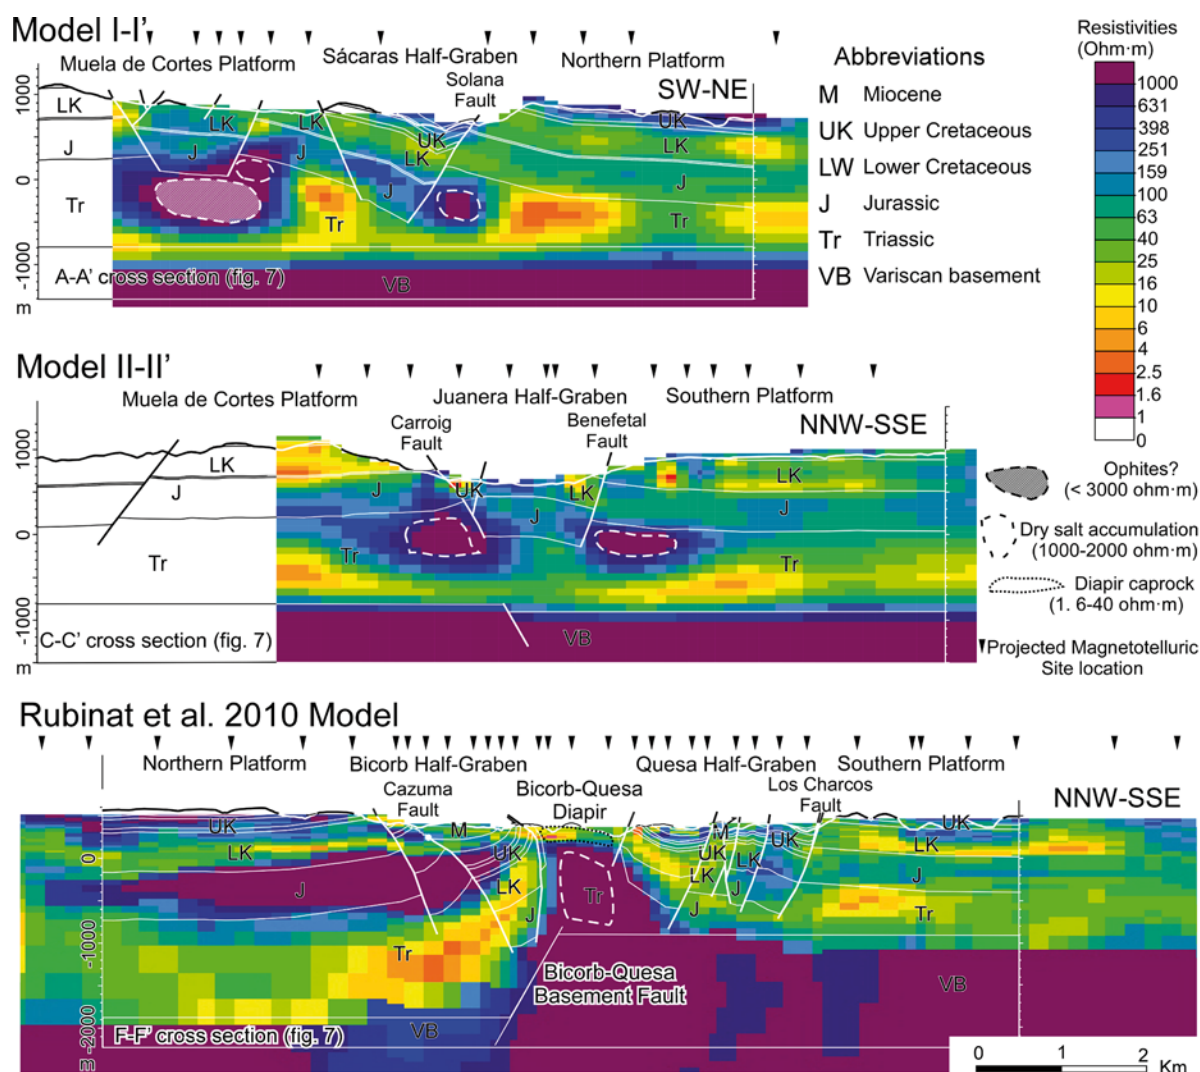 Model I-I'
Muela de Cortes Platform
Sácaras Half-Graben
Solana
Fault
Northern Platform
SW-NE
1000
0
-1000
m
LK
J
Tr
LK
J
LK
J
Tr
UK
LK
J
UK
LK
J
Tr
A-A' cross section (fig. 7)
VB
Abbreviations
M Miocene
UK Upper Cretaceous
LW Lower Cretaceous
J Jurassic
Tr Triassic
VB Variscan basement
Resistivities
(Ohm·m)
1000
631
398
251
159
100
63
40
25
16
10
6
4
2.5
1.6
1
0
Model II-II'
Muela de Cortes Platform
Juanera Half-Graben
Southern Platform
Carroig
Fault
Benefetal
Fault
NNW-SSE
1000
0
-1000
m
LK
J
Tr
J
Tr
UK
J
LK
LK
J
Tr
C-C' cross section (fig. 7)
VB
Ophites?
(< 3000 ohm·m)
Dry salt accumulation
(1000-2000 ohm·m)
Diapir caprock
(1. 6-40 ohm·m)
Projected Magnetotelluric
Site location
Rubinat et al. 2010 Model
Northern Platform
Bicorb Half-Graben
Cazuma
Fault
Bicorb-Quesa
Diapir
Quesa Half-Graben
Los Charcos
Fault
Southern Platform
NNW-SSE
0
-1000
-2000
m
UK
LK
J
Tr
M
UK
LK
J
Tr
M
UK
LK
J
LK
J
UK
UK
LK
J
Tr
Bicorb-Quesa
Basement Fault
VB
F-F' cross section (fig. 7)
VB
0 1 2
Km